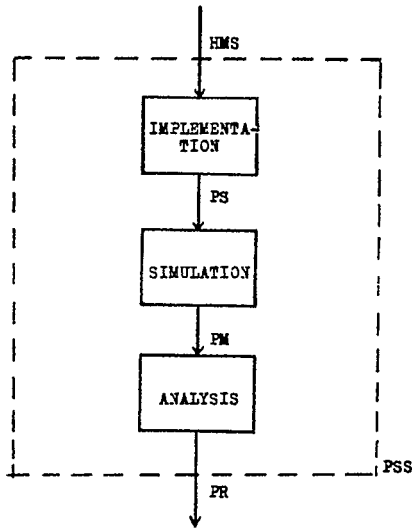 HMS
IMPLEMENTA-
TION
PS
SIMULATION
PM
ANALYSIS
PSS
PR